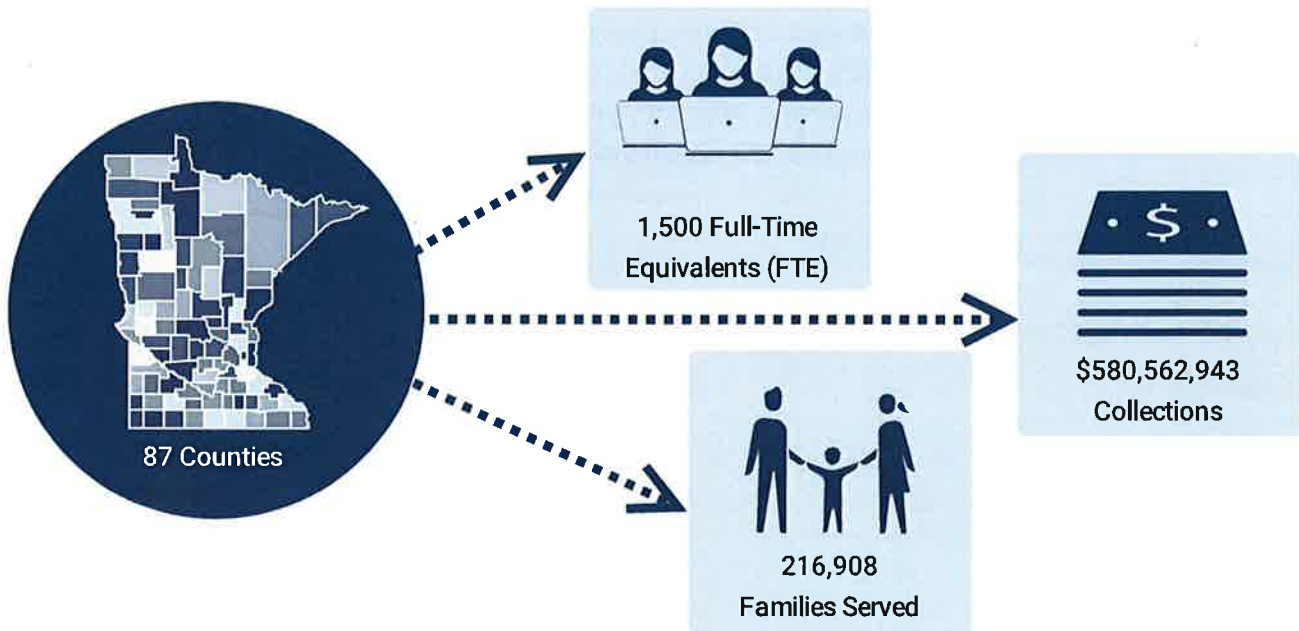 87 Counties
1,500 Full-Time
Equivalents (FTE)
$
$580,562,943
Collections
216,908
Families Served